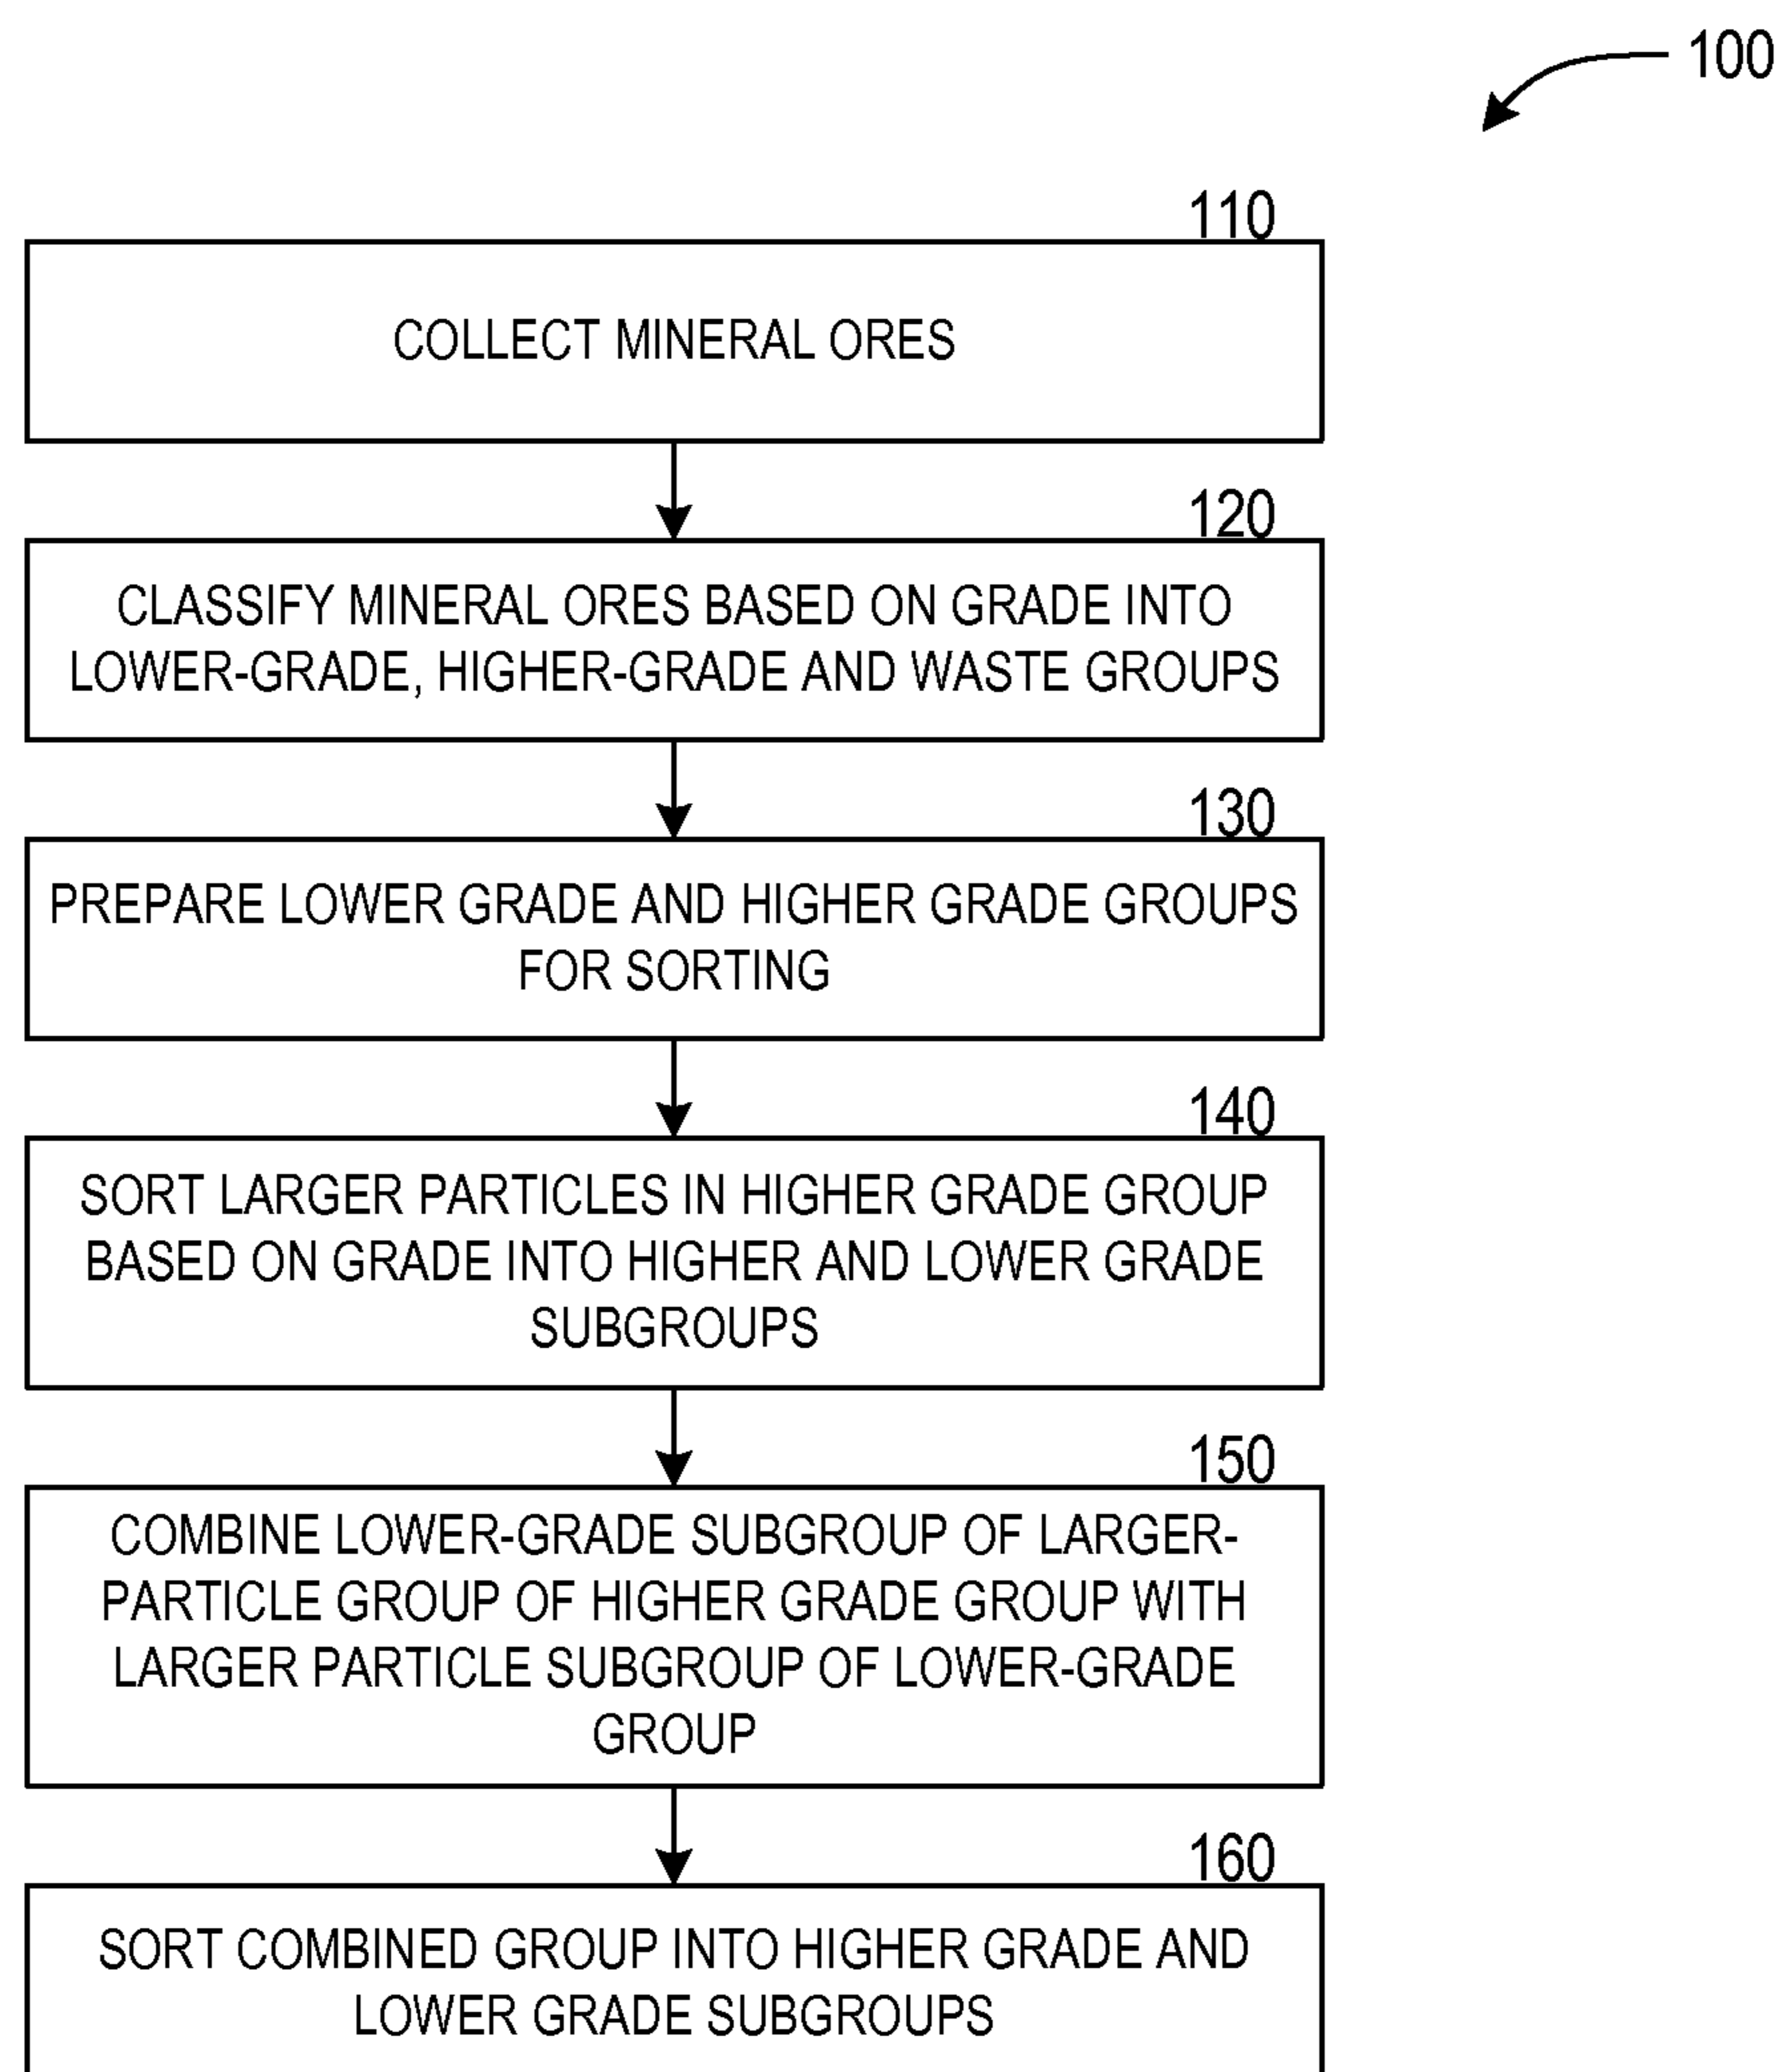 100
110
COLLECT MINERAL ORES
120
CLASSIFY MINERAL ORES BASED ON GRADE INTO
LOWER-GRADE, HIGHER-GRADE AND WASTE GROUPS
130
PREPARE LOWER GRADE AND HIGHER GRADE GROUPS
FOR SORTING
140
SORT LARGER PARTICLES IN HIGHER GRADE GROUP
BASED ON GRADE INTO HIGHER AND LOWER GRADE
SUBGROUPS
150
COMBINE LOWER-GRADE SUBGROUP OF LARGER-
PARTICLE GROUP OF HIGHER GRADE GROUP WITH
LARGER PARTICLE SUBGROUP OF LOWER-GRADE
GROUP
160
SORT COMBINED GROUP INTO HIGHER GRADE AND
LOWER GRADE SUBGROUPS